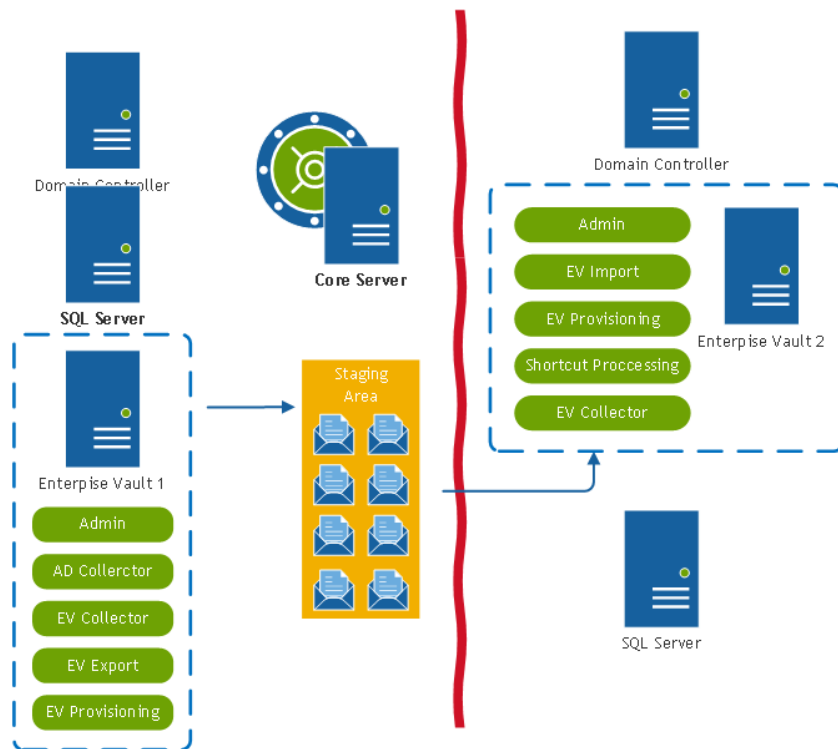 Domain Controller
SQL Server
Enterpise Vault 1
Admin
AD Collerctor
EV Collector
EV Export
EV Provisioning
Core Server
Staging
Area
Domain Controller
Admin
EV Import
EV Provisioning
Shortcut Proccessing
EV Collector
Enterpise Vault 2
SQL Server